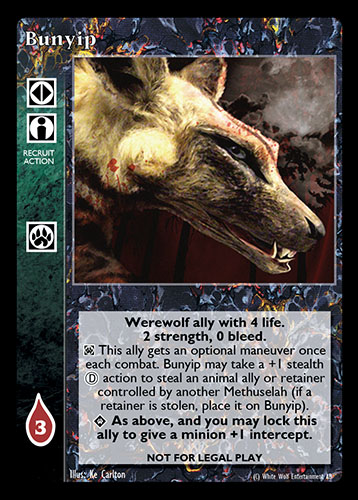 Bunyip
RECRUIT
ACTION
3
Werewolf ally with 4 life.
2 strength, 0 bleed.
This ally gets an optional maneuver once
each combat. Bunyip may take a +1 stealth
D action to steal an animal ally or retainer
controlled by another Methuselah (if a
retainer is stolen, place it on Bunyip).
As above, and you may lock this
ally to give a minion +1 intercept.
NOT FOR LEGAL PLAY
Illus: Ke Carlton
(C) White Wolf Entertainment AB